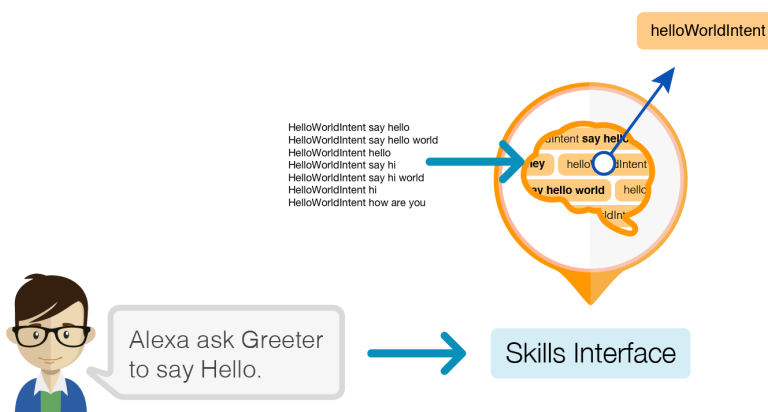 helloWorldIntent
HelloWorldIntent say hello
HelloWorldIntent say hello world
HelloWorldIntent hello
HelloWorldIntent say hi
HelloWorldIntent say hi world
HelloWorldIntent hi
HelloWorldIntent how are you
say hello
hello world hello
Alexa ask Greeter
to say Hello.
Skills Interface